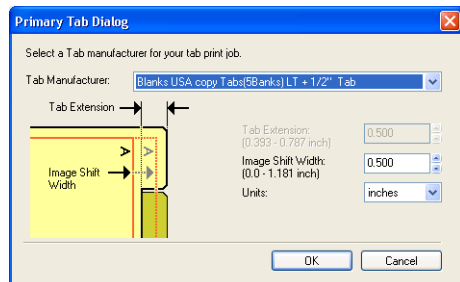 Primary Tab Dialog
Select a Tab manufacturer for your tab print job.
Tab Manufacturer: Blanks USA copy Tabs(5Banks) LT + 1/2" Tab
Tab Extension
A A
Image Shift
Width
Tab Extension: 0.500
(0.393 - 0.787 inch)
Image Shift Width: 0.500
(0.0 - 1.181 inch)
Units: inches
OK Cancel